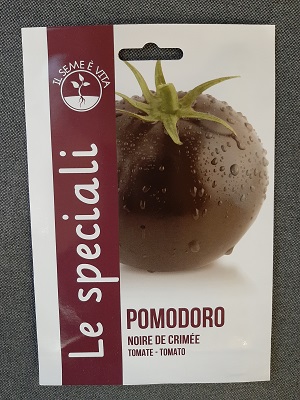 IL SEME È VITA
Le speciali
POMODORO
NOIRE DE CRIMÉE
TOMATE - TOMATO